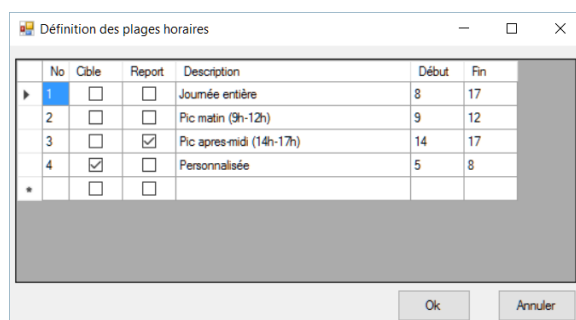 Définition des plages horaires
No Cible Report Description Début Fin
1 Journée entière 8 17
2 Pic matin (9h-12h) 9 12
3 Pic apres-midi (14h-17h) 14 17
4 Personnalisée 5 8
Ok Annuler